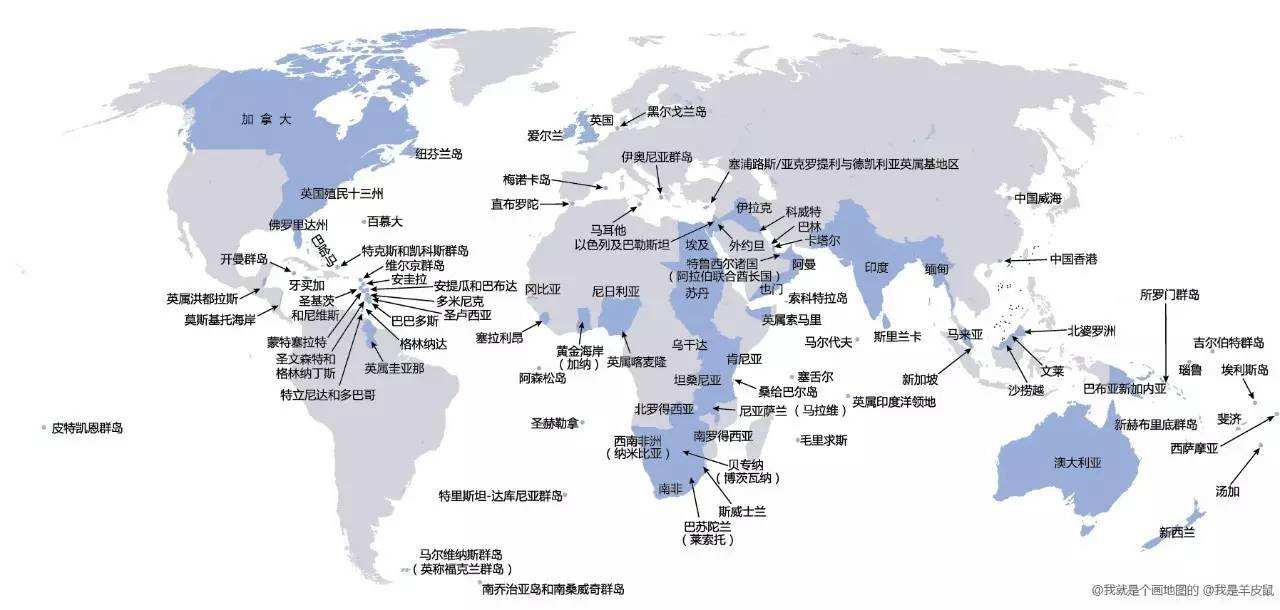 加拿大
纽芬兰岛
英国殖民十三州
佛罗里达州
百慕大
巴哈马
开曼群岛
特克斯和凯科斯群岛
维尔京群岛
安圭拉
安提瓜和巴布达
牙买加
英属洪都拉斯
圣基茨
和尼维斯
多米尼克
圣卢西亚
莫斯基托海岸
巴巴多斯
蒙特塞拉特
格林纳达
圣文森特和
格林纳丁斯
英属圭亚那
特立尼达和多巴哥
皮特凯恩群岛
英国
黑尔戈兰岛
爱尔兰
伊奥尼亚群岛
塞浦路斯/亚克罗提利与德凯利亚英属基地区
梅诺卡岛
直布罗陀
马耳他
以色列及巴勒斯坦
伊拉克
科威特
巴林
卡塔尔
埃及
外约旦
特鲁西尔诸国
（阿拉伯联合酋长国）
阿曼
也门
苏丹
索科特拉岛
英属索马里
冈比亚
尼日利亚
塞拉利昂
黄金海岸
（加纳）
英属喀麦隆
乌干达
肯尼亚
阿森松岛
坦桑尼亚
桑给巴尔岛
塞舌尔
马尔代夫
斯里兰卡
印度
缅甸
中国威海
中国香港
英属印度洋领地
圣赫勒拿
北罗得西亚
尼亚萨兰（马拉维）
西南非洲
（纳米比亚）
南罗得西亚
毛里求斯
贝专纳
（博茨瓦纳）
南非
斯威士兰
巴苏陀兰
（莱索托）
特里斯坦-达库尼亚群岛
马尔维纳斯群岛
（英称福克兰群岛）
南乔治亚岛和南桑威奇群岛
马来亚
新加坡
北婆罗洲
文莱
沙捞越
所罗门群岛
吉尔伯特群岛
瑙鲁
埃利斯岛
巴布亚新加内亚
新赫布里底群岛
斐济
西萨摩亚
汤加
澳大利亚
新西兰
@我就是个画地图的 @我是羊皮鼠